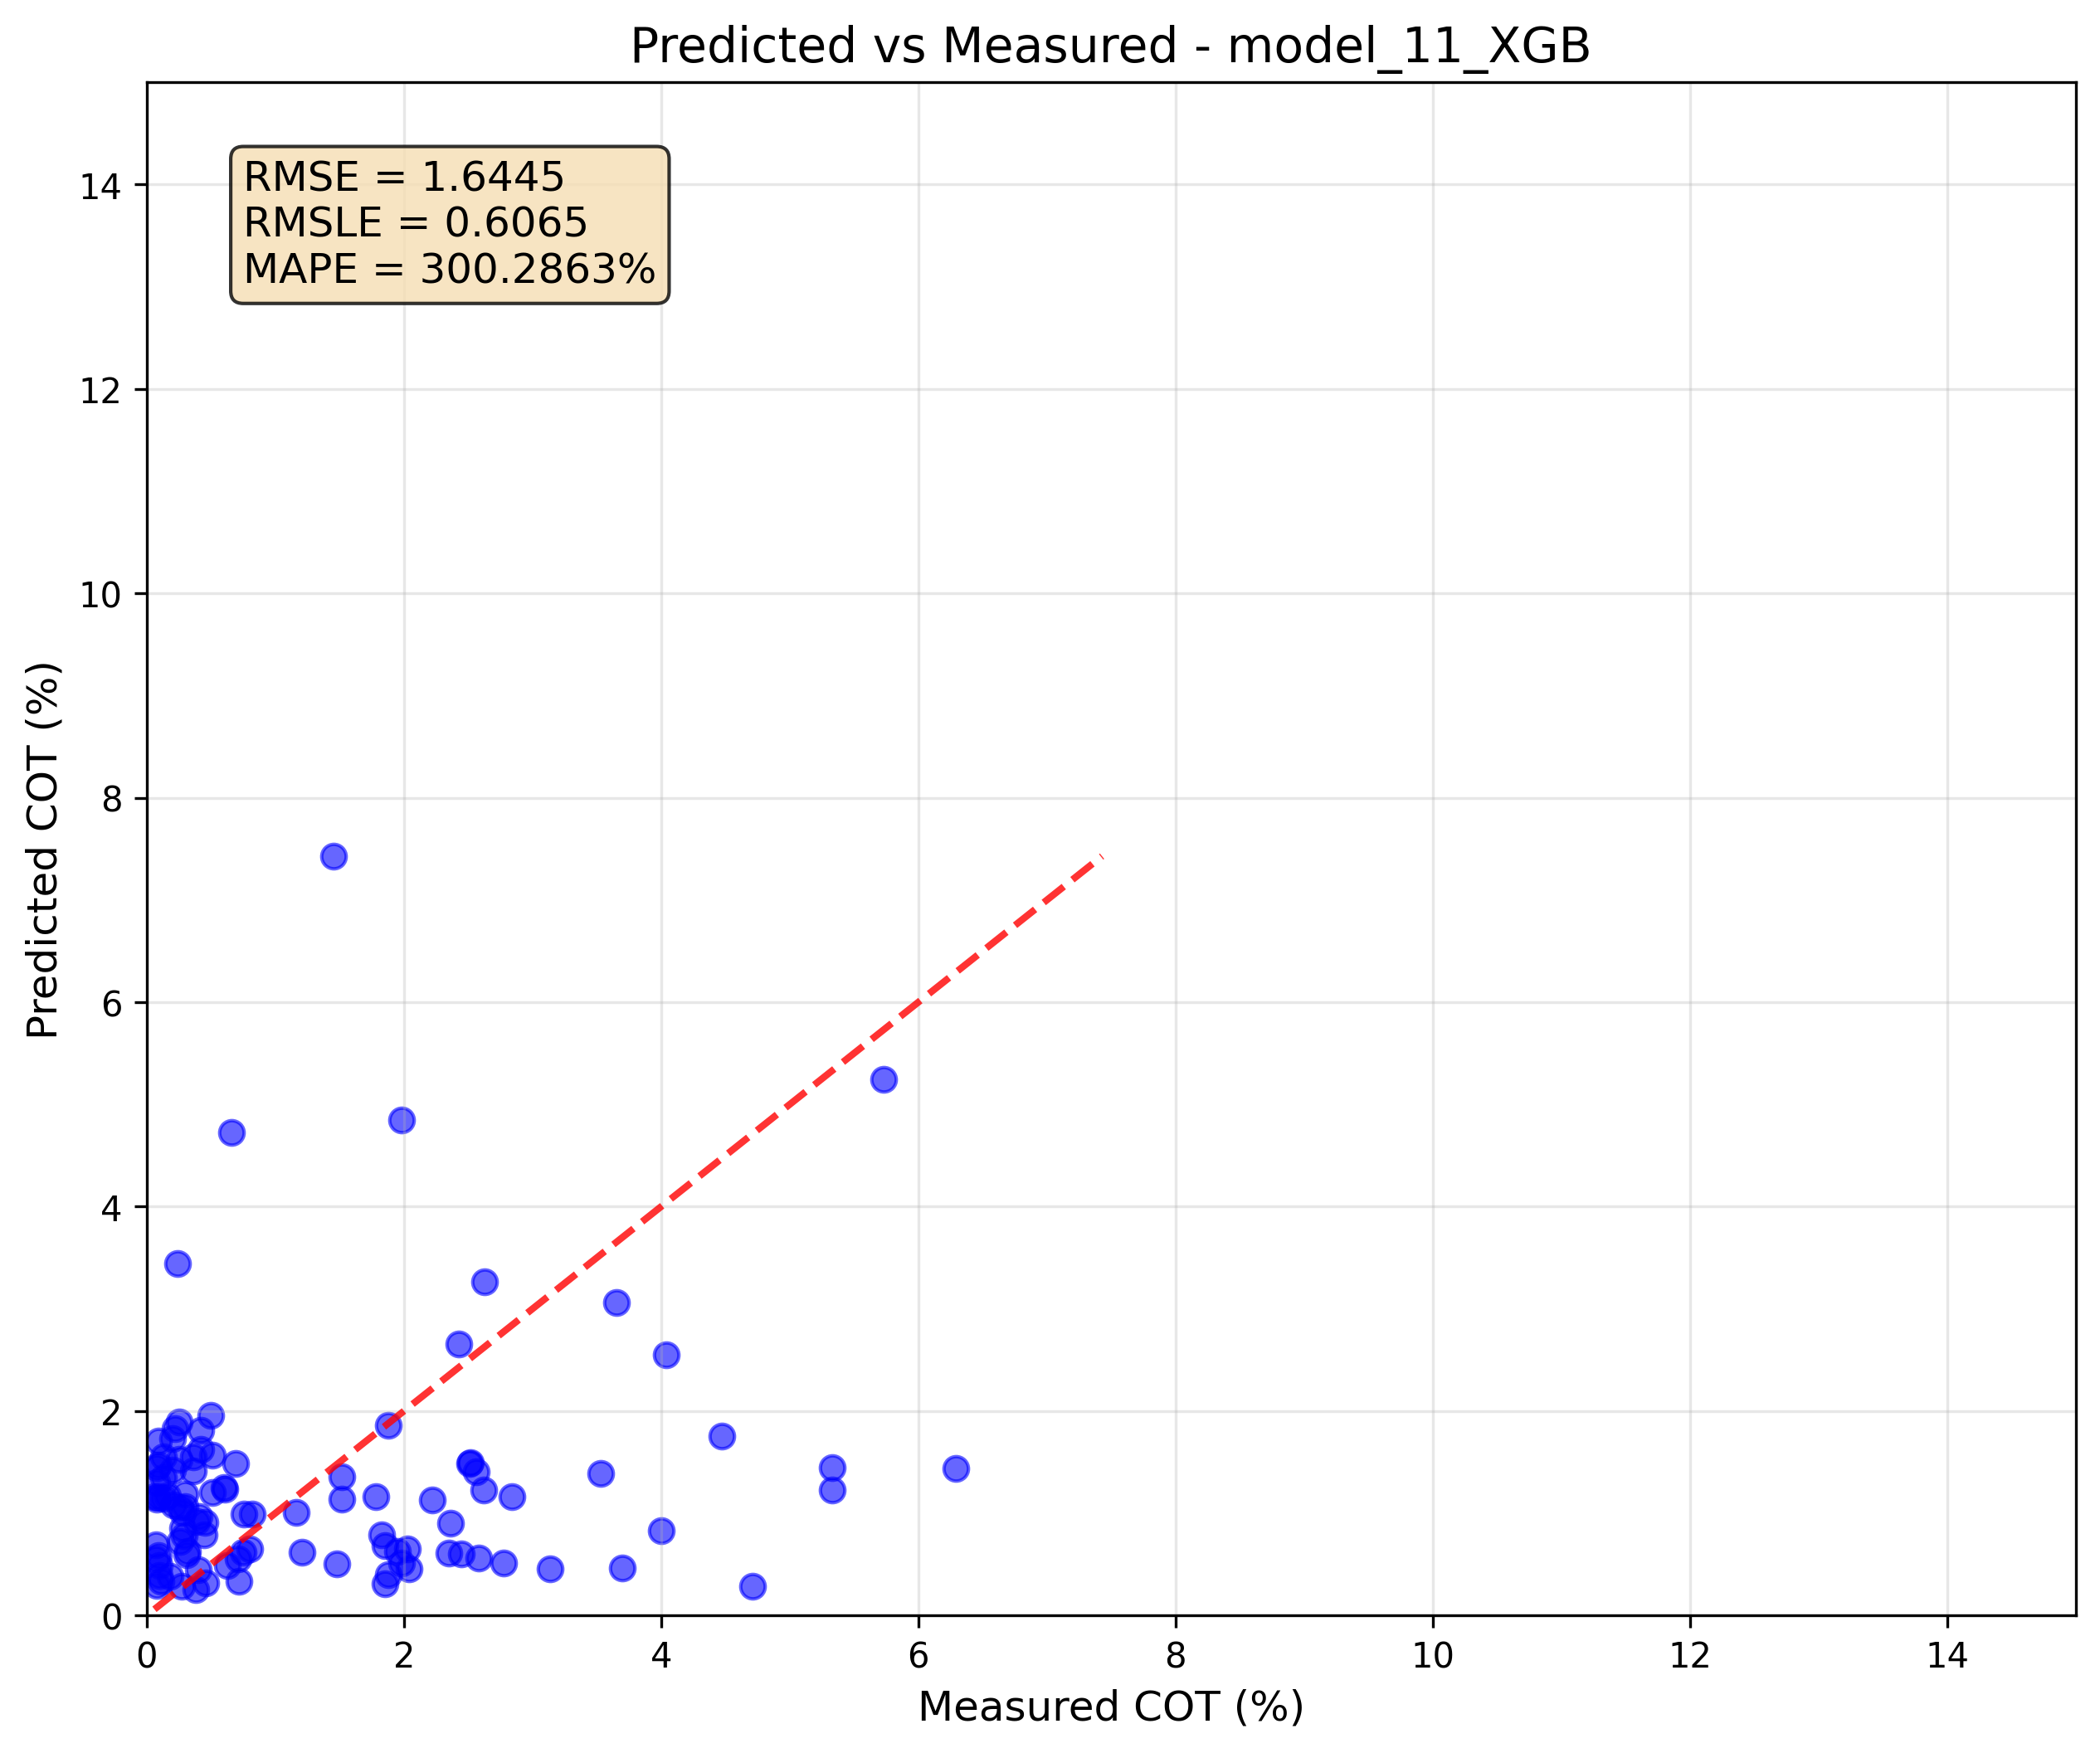 Predicted vs Measured - model_11_XGB
RMSE = 1.6445
RMSLE = 0.6065
MAPE = 300.2863%
Predicted COT (%)
14
12
10
8
6
4
2
0
0 2 4 6 8 10 12 14
Measured COT (%)